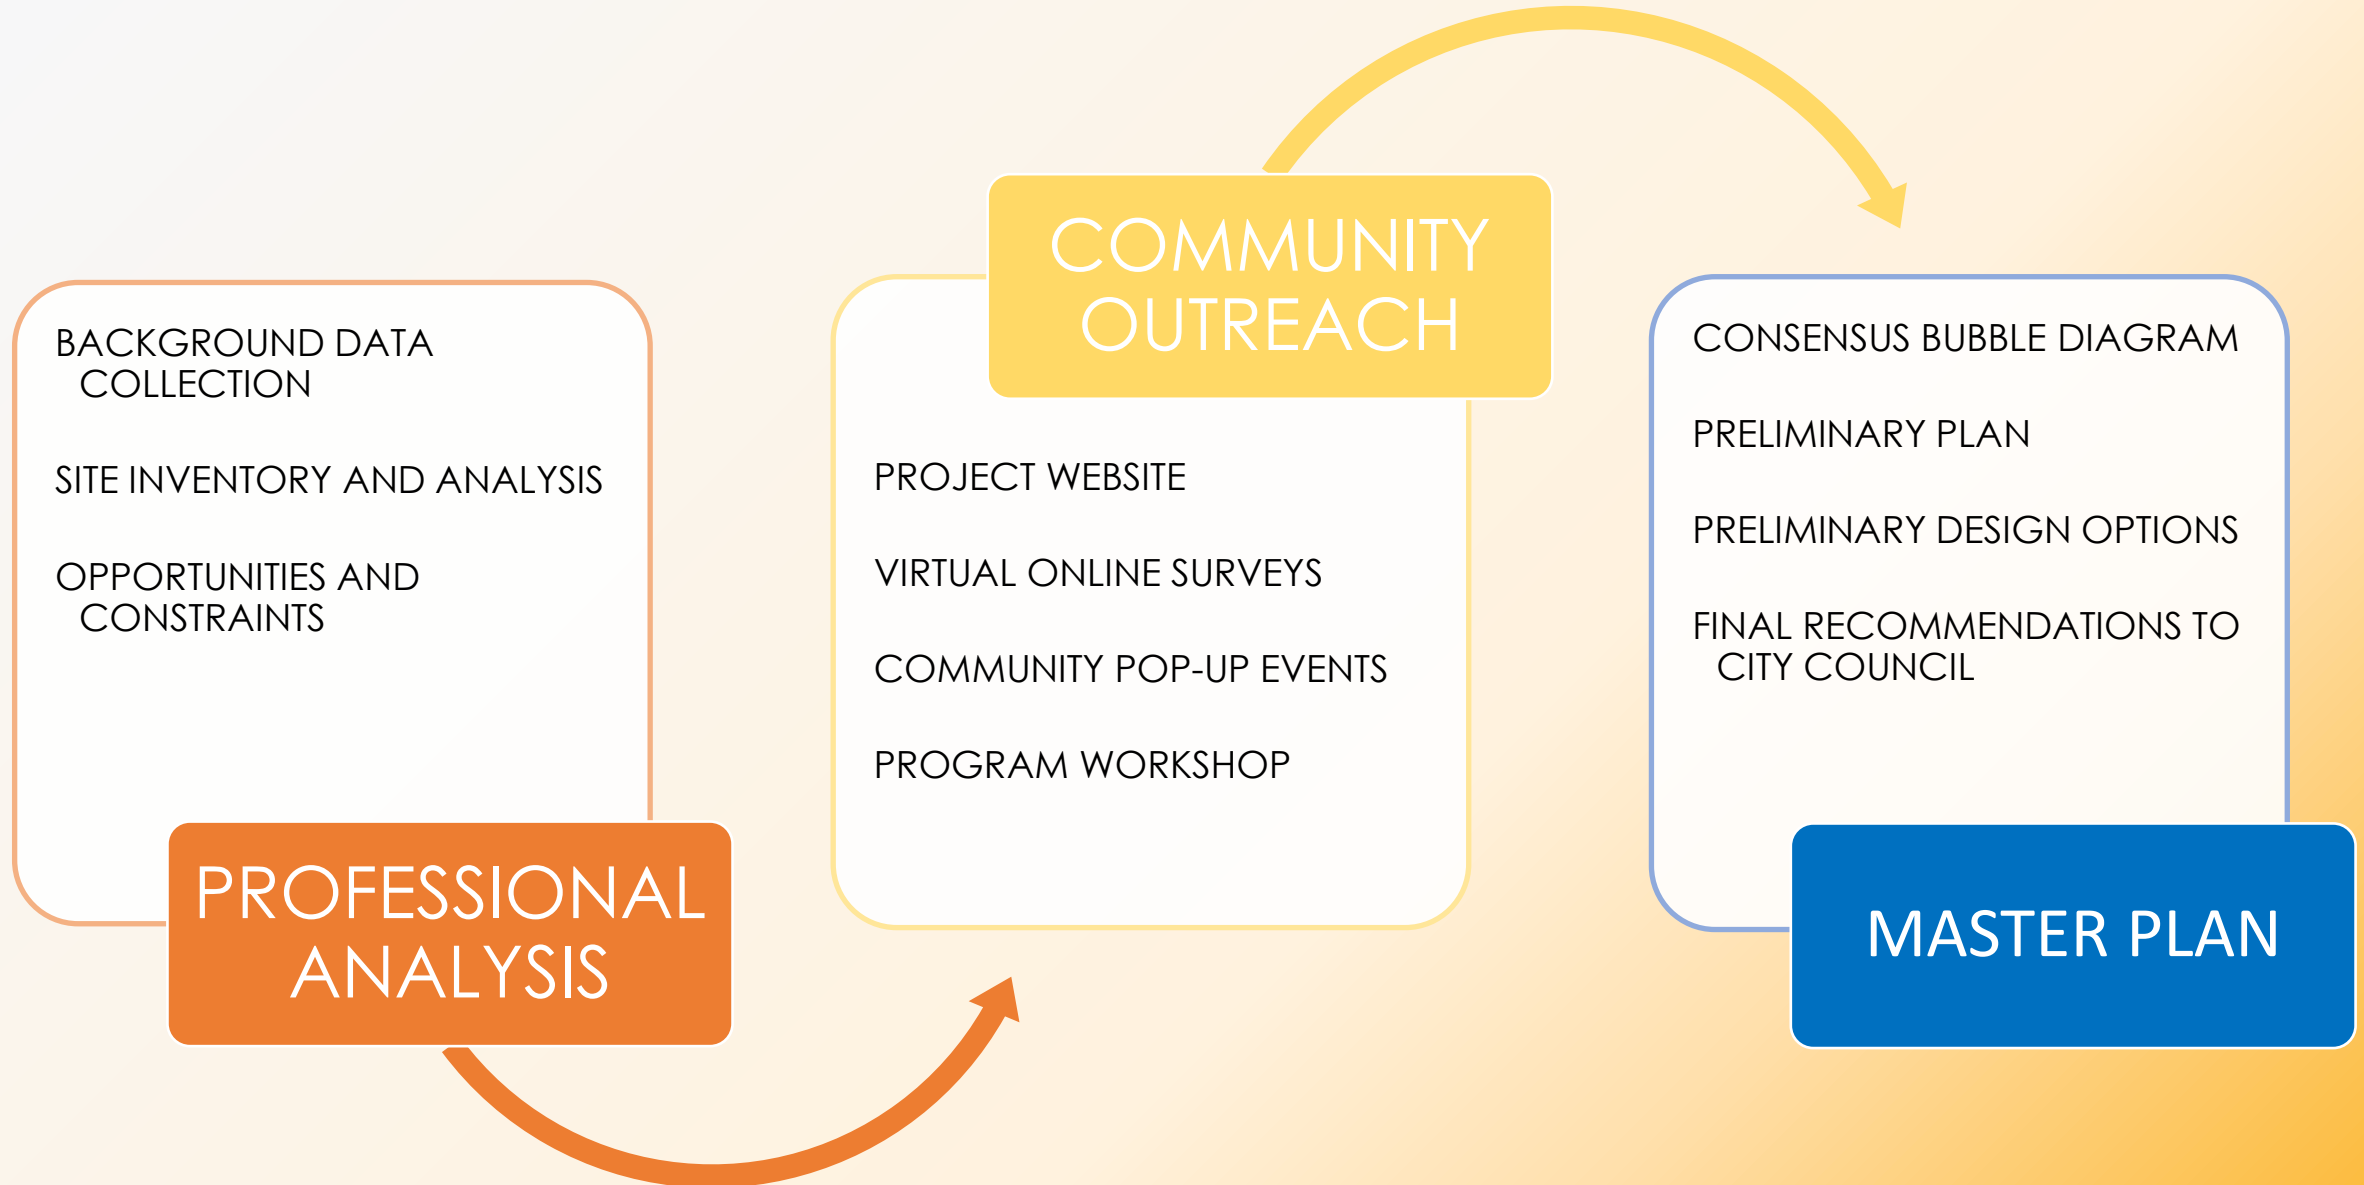 BACKGROUND DATA
COLLECTION
SITE INVENTORY AND ANALYSIS
OPPORTUNITIES AND
CONSTRAINTS
PROFESSIONAL
ANALYSIS
COMMUNITY
OUTREACH
PROJECT WEBSITE
VIRTUAL ONLINE SURVEYS
COMMUNITY POP-UP EVENTS
PROGRAM WORKSHOP
CONSENSUS BUBBLE DIAGRAM
PRELIMINARY PLAN
PRELIMINARY DESIGN OPTIONS
FINAL RECOMMENDATIONS TO
CITY COUNCIL
MASTER PLAN